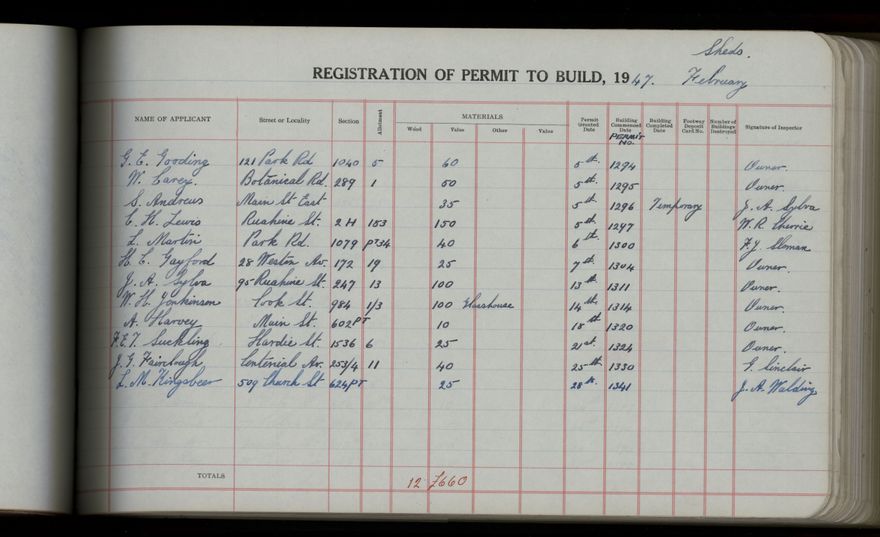 Sheds.
REGISTRATION OF PERMIT TO BUILD, 1947. February
NAME OF APPLICANT Street or Locality Section Allotment MATERIALS Wood Value Other Value Permit Granted Date Building Commenced Date PERMIT NO. Building Completed Date Footway Deposit Card No. Number of Buildings Destroyed Signature of Inspector
G. E. Gooding 121 Park Rd 1040 5 60 5th. 1294 Owner.
W. Carey. Botanical Rd. 289 1 50 5th. 1295 Owner.
S. Andrews Main St East 35 5th. 1296 Temporary J. A. Sylva
C. H. Lewis Ruahine St. 2H 153 150 5th. 1297 W. R.
L. Martin Park Rd. 1079 PT34 40 6th. 1300 F. J.
H. C. Gayford 28 Weston Av. 172 19 25 7th. 1304 Owner.
J. A. Sylva 95 Ruahine St. 247 13 100 13th. 1311 Owner.
W. H. Jenkinson Cook St. 984 1/3 100 Glasshouse 14th. 1314 Owner.
A. Harvey Main St. 602PT 10 18th 1320 Owner.
F. E. T. Suckling Hardie St. 1536 6 25 21st. 1324 Owner.
J. G. Fairebrugh Centenial Av. 253/4 11 40 25th. 1330 G. Sinclair
L. M. Kingsbeer 509 Church St 624PT 25 28th. 1341 J. A. Walding
TOTALS 12 £660